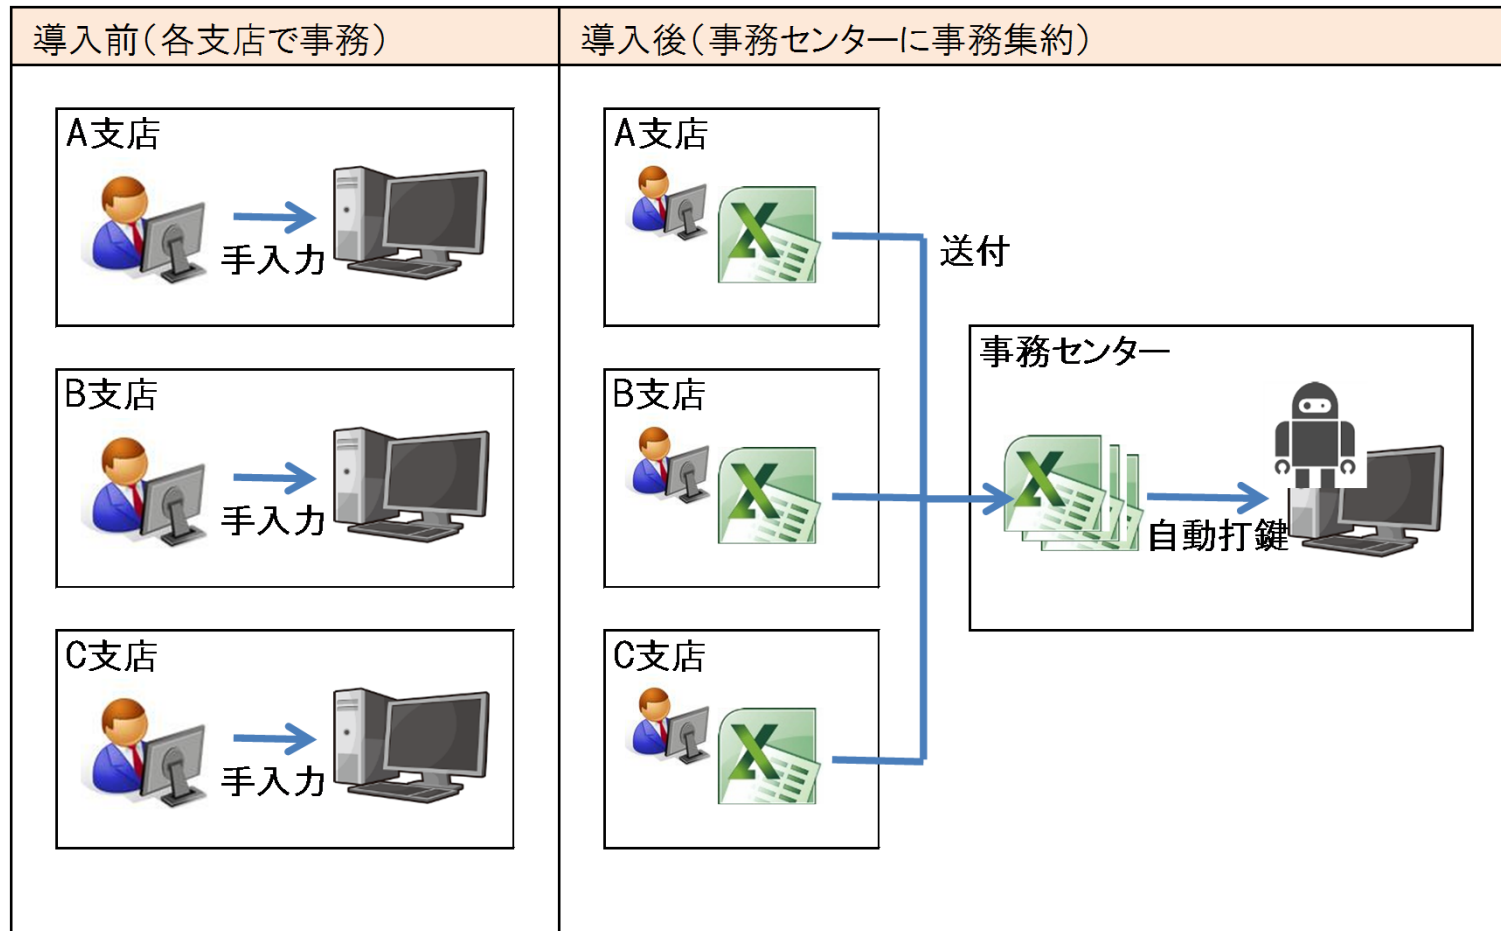 導入前(各支店で事務)
導入後(事務センターに事務集約)
A支店
手入力
B支店
手入力
C支店
手入力
A支店
B支店
C支店
送付
事務センター
自動打鍵